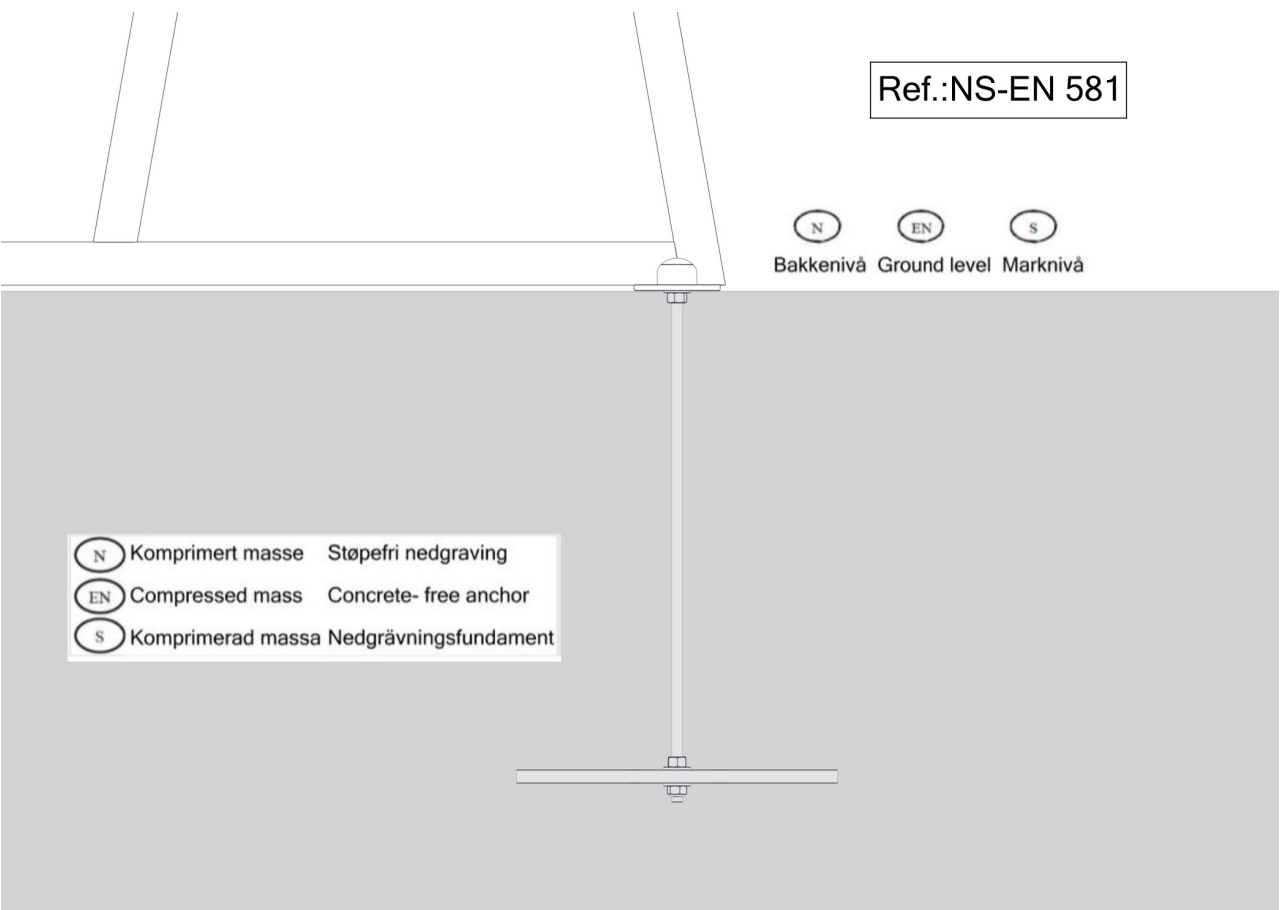 Ref.:NS-EN 581
N EN S
Bakkenivå Ground level Marknivå
N Komprimert masse Støpefri nedgraving
EN Compressed mass Concrete- free anchor
S Komprimerad massa Nedgrävningsfundament